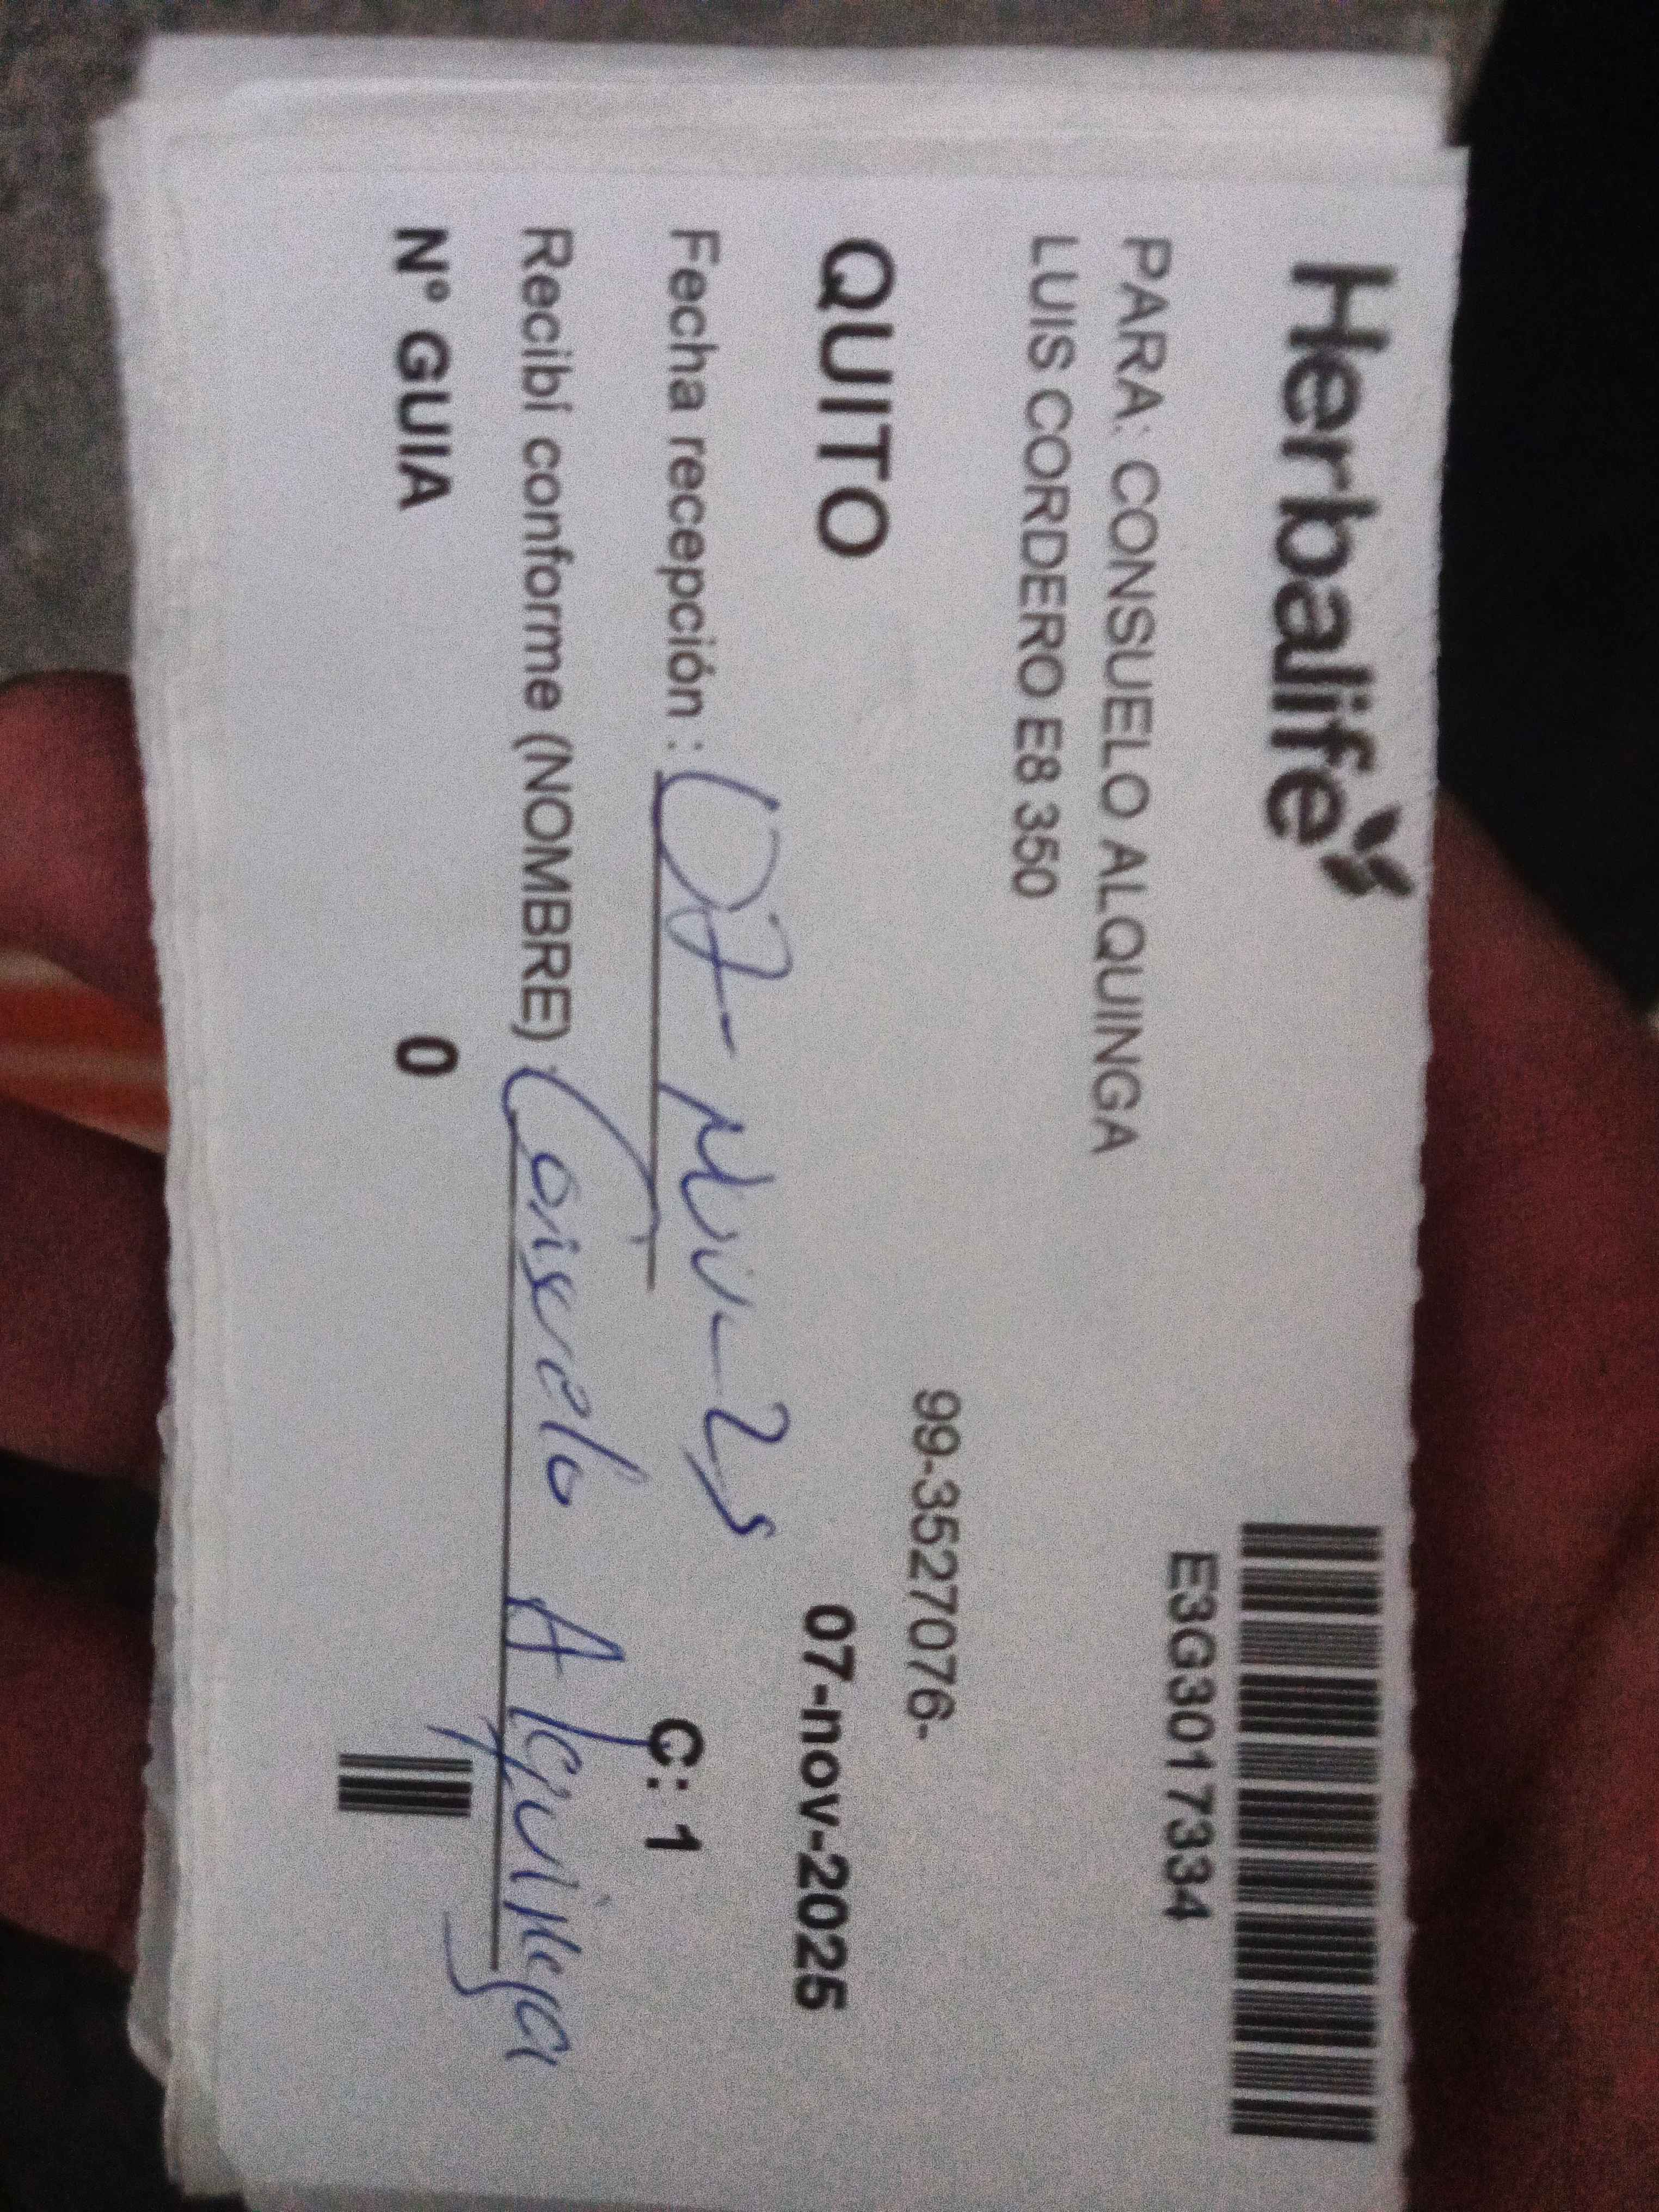 Herbalife
E3G3017334
PARA: CONSUELO ALQUINGA
LUIS CORDERO E8 350
99-3527076-
QUITO 07-nov-2025
Fecha recepción : 07-Nov-25 C: 1
Recibí conforme (NOMBRE) : Consuelo Alquinga
N° GUIA 0